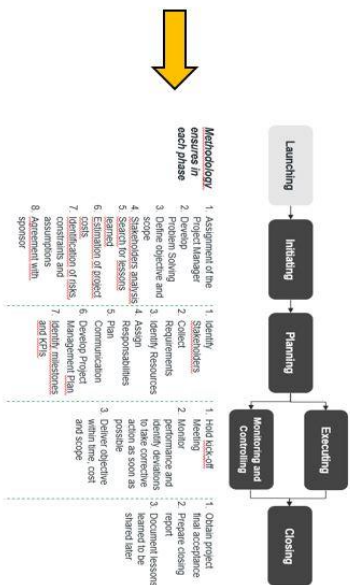 Launching
Initiating
Planning
Executing
Monitoring and
Controlling
Closing
Methodology
ensures in
each phase
1. Assignment of the
Project Manager
2. Develop
Problem Solving
3. Define objective and
scope
4. Stakeholders analysis
5. Search for lessons
learned
6. Estimation of project
costs
7. Identification of risks,
constraints and
assumptions
8. Agreement with
sponsor
1. Identify
Stakeholders
2. Collect
Requirements
3. Identify Resources
4. Assign
Responsabilities
5. Plan
Communication
6. Develop Project
Management Plan
7. Identify milestones
and KPIs
1. Hold kick-off
Meeting
2. Monitor
performance and
identify deviations
to take corrective
action as soon as
possible
3. Deliver objective
within time, cost
and scope
1. Obtain project
final acceptance
2. Prepare closing
report
3. Document lessons
learned to be
shared later